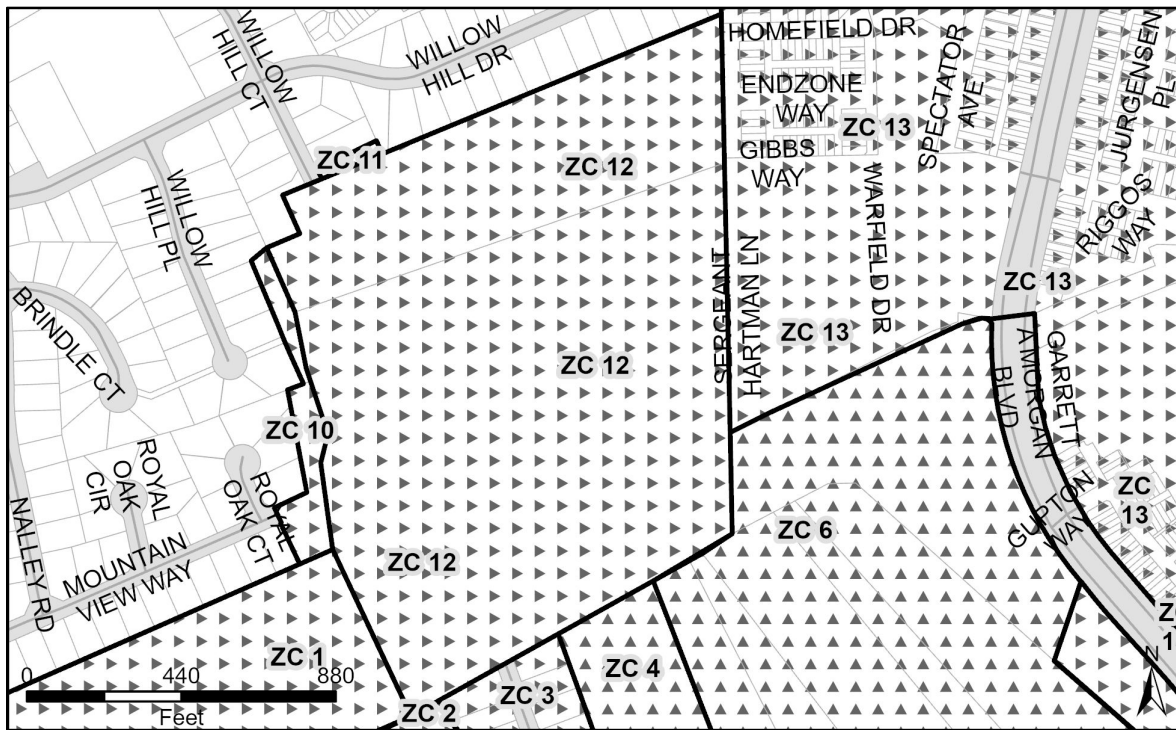 WILLOW
HILL CT
WILLOW
HILL DR
HOMEFIELD DR
SPECTATOR
AVE
JURGENSEN
PL
ENDZONE
WAY
ZC 13
ZC 11
ZC 12
GIBBS
WAY
WILLOW
HILL PL
WARFIELD DR
RIGGOS
WAY
SERGEANT
HARTMAN LN
ZC 13
BRINDLE CT
ZC 12
ZC 13
GARRETT
A MORGAN
BLVD
ZC 10
ROYAL
OAK
CIR
ROYAL
OAK CT
NALLEY RD
MOUNTAIN
VIEW WAY
ZC 6
GUPTON
WAY
ZC
13
ZC 12
ZC 1
ZC 4
ZC 3
ZC 2
0 440 880
Feet
N